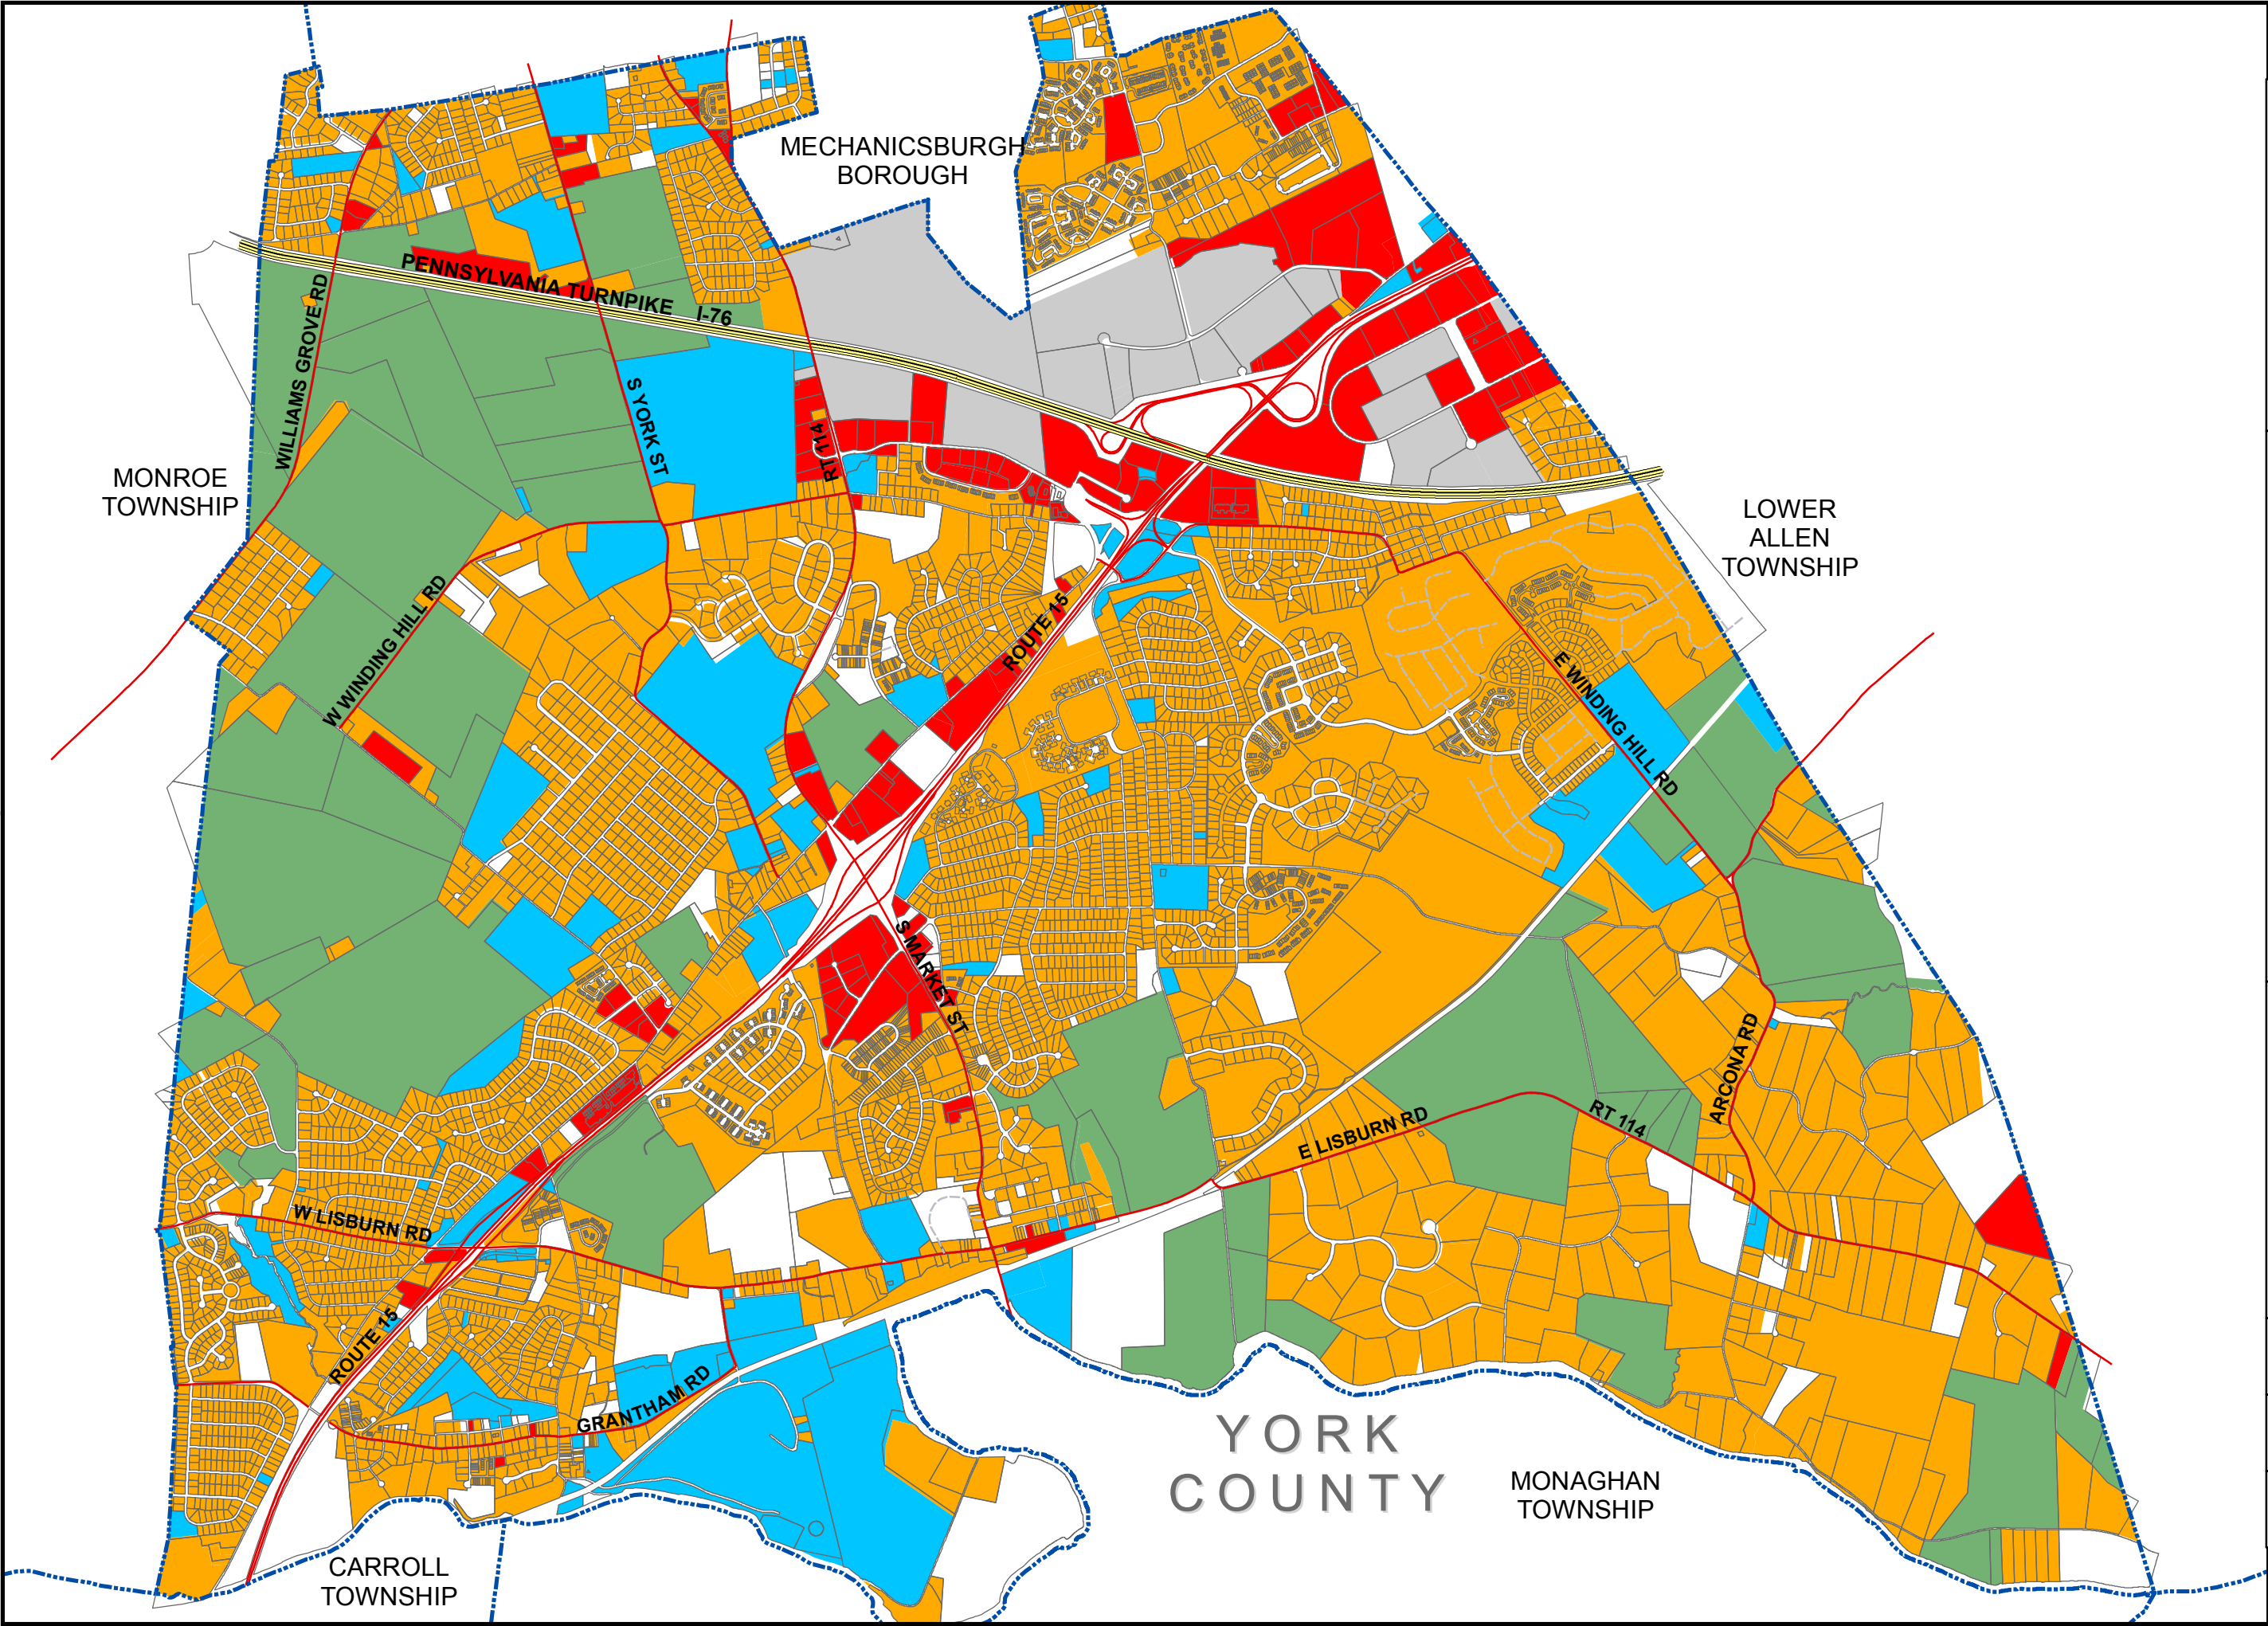 MECHANICSBURGH
BOROUGH
PENNSYLVANIA TURNPIKE I-76
WILLIAMS GROVE RD
S YORK ST
RT 114
MONROE
TOWNSHIP
LOWER
ALLEN
TOWNSHIP
W WINDING HILL RD
ROUTE 15
E WINDING HILL RD
S MARKET ST
ARCONA RD
RT 114
E LISBURN RD
W LISBURN RD
ROUTE 15
GRANTHAM RD
YORK
COUNTY
MONAGHAN
TOWNSHIP
CARROLL
TOWNSHIP